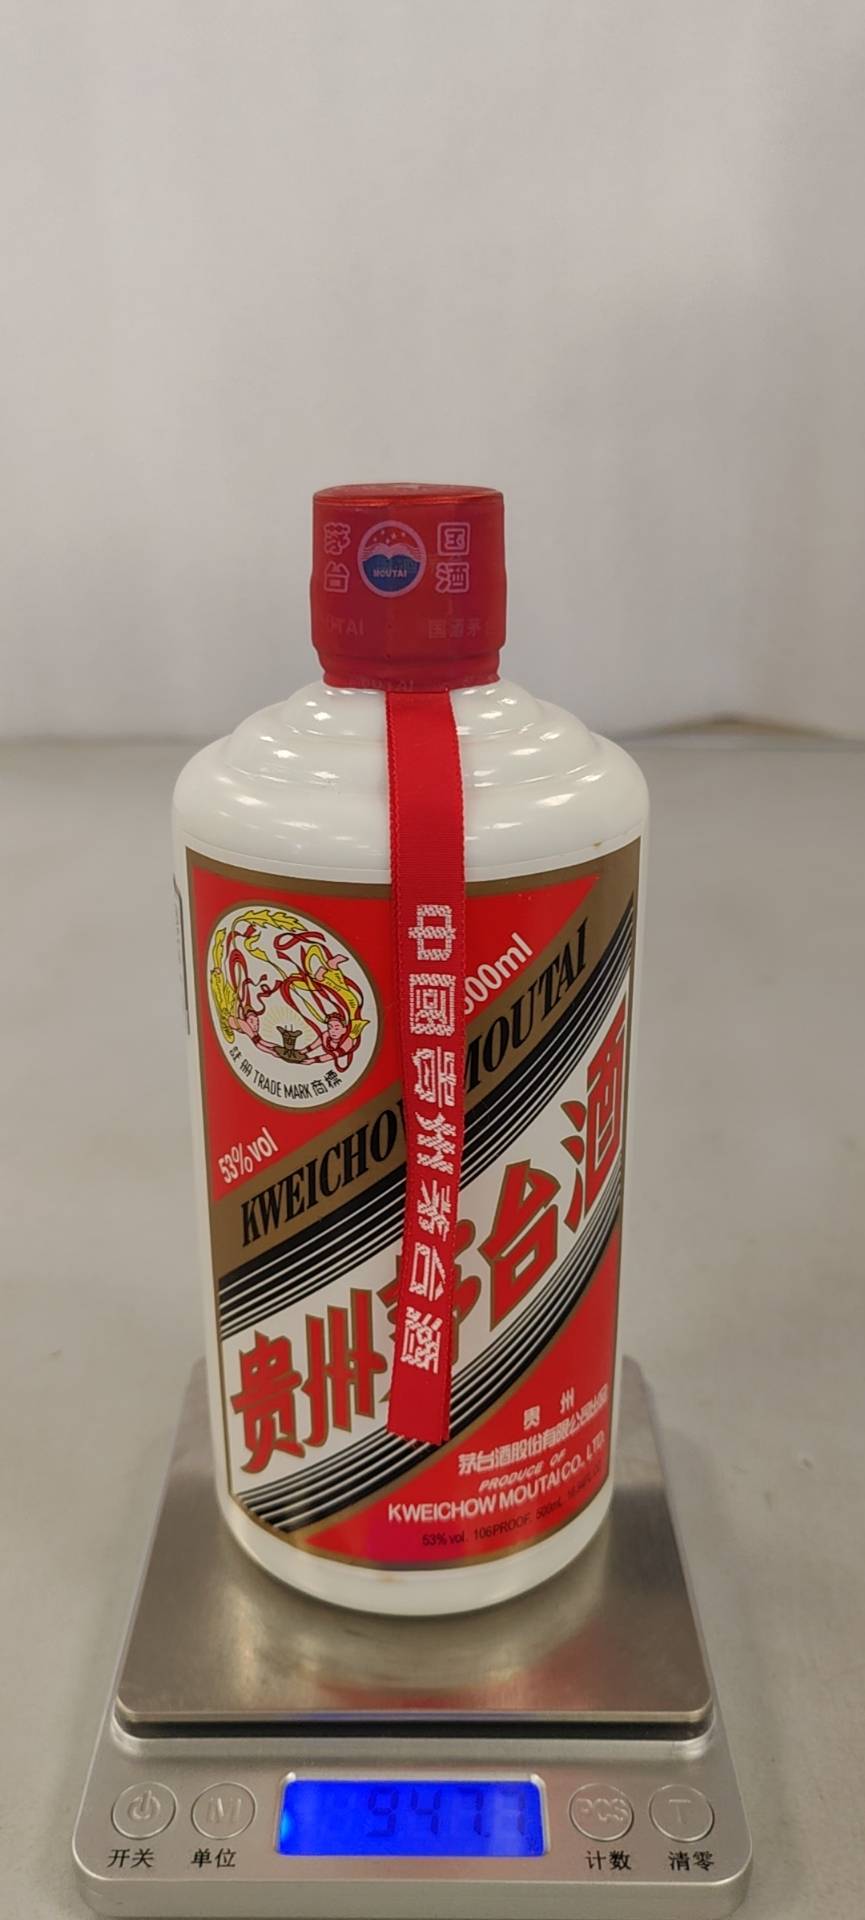 茅台
国酒
MOUTAI
国酒茅
中国贵州茅台酒
500ml
注册 TRADE MARK 商標
53%vol
KWEICHOW MOUTAI
贵州茅台酒
贵州
茅台酒股份有限公司出品
PRODUCE OF
KWEICHOW MOUTAI CO., LTD.
53% vol. 106PROOF. 500mL
947.1
M
PCS
T
开关
单位
计数
清零